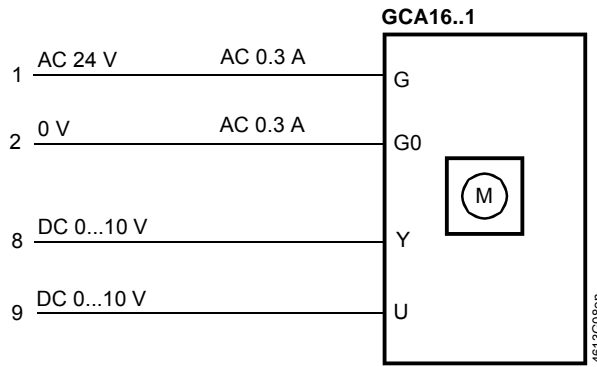 GCA16..1
1 AC 24 V AC 0.3 A G
2 0 V AC 0.3 A G0
M
8 DC 0...10 V Y
9 DC 0...10 V U